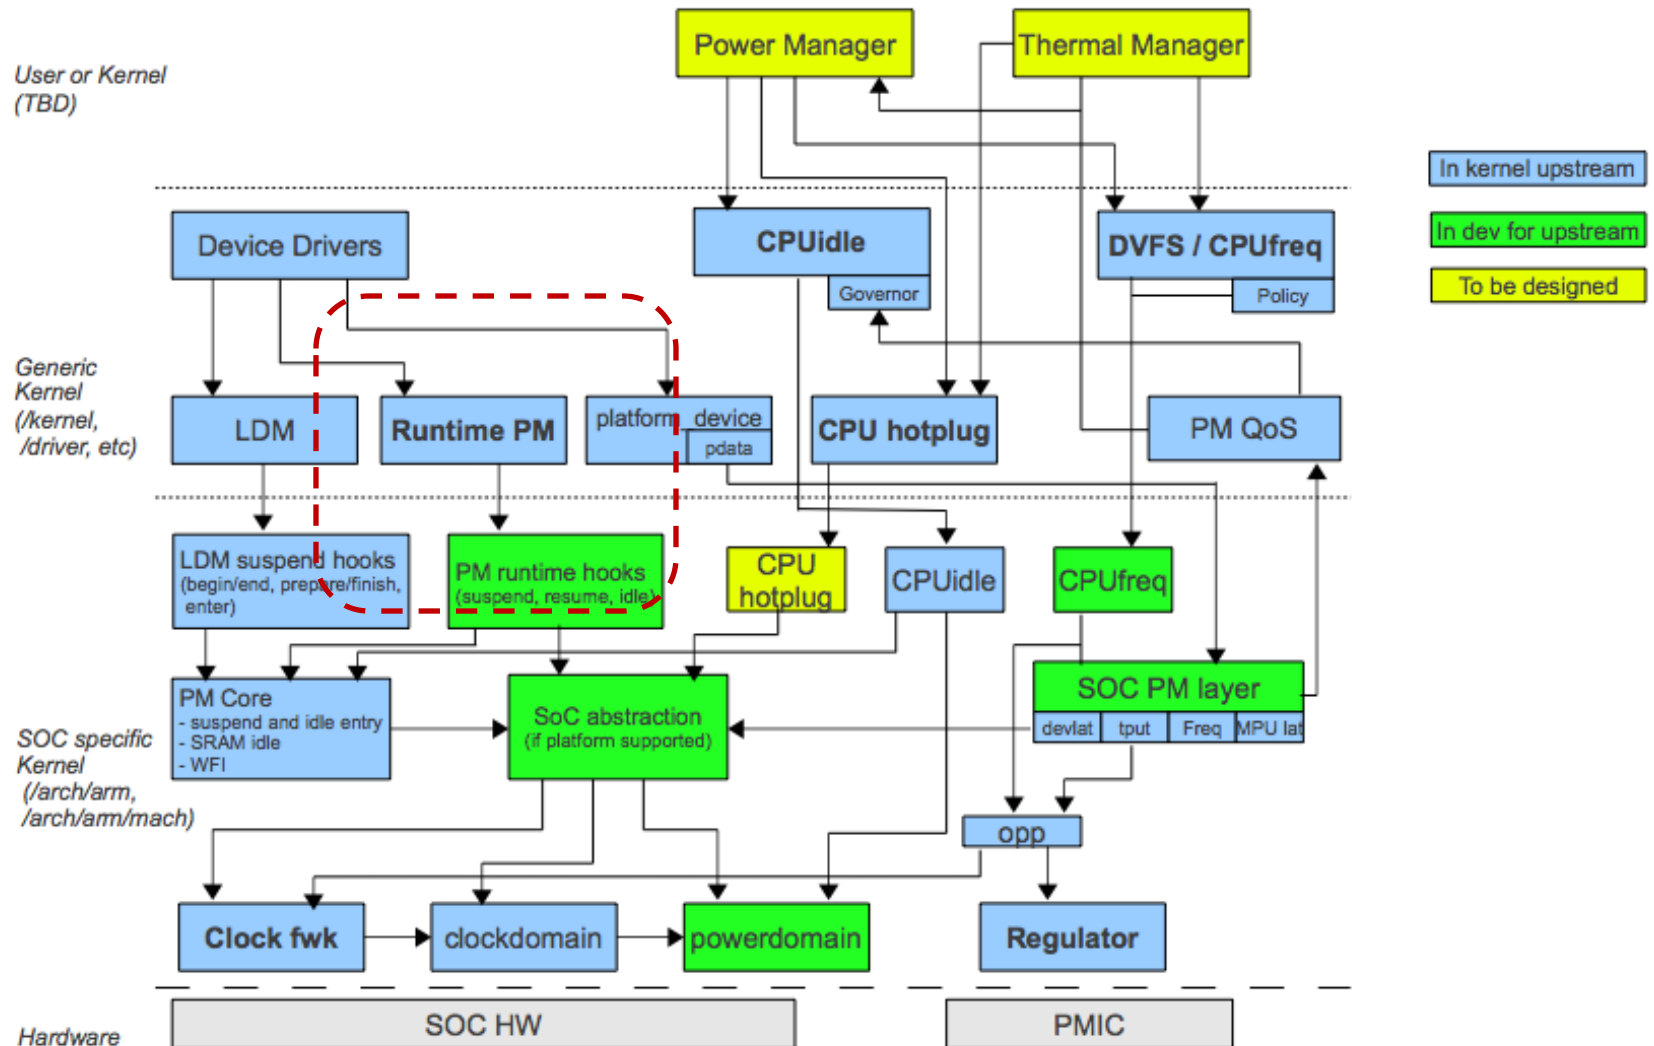 Power Manager
Thermal Manager
User or Kernel
(TBD)
In kernel upstream
In dev for upstream
To be designed
Device Drivers
CPUidle
Governor
DVFS / CPUfreq
Policy
Generic
Kernel
(/kernel,
/driver, etc)
LDM
Runtime PM
platform_device
pdata
CPU hotplug
PM QoS
LDM suspend hooks
(begin/end, prepare/finish,
enter)
PM runtime hooks
(suspend, resume, idle)
CPU
hotplug
CPUidle
CPUfreq
SOC PM layer
devlat
tput
Freq
MPU lat
PM Core
- suspend and idle entry
- SRAM idle
- WFI
SoC abstraction
(if platform supported)
SOC specific
Kernel
(/arch/arm,
/arch/arm/mach)
opp
Clock fwk
clockdomain
powerdomain
Regulator
Hardware
SOC HW
PMIC